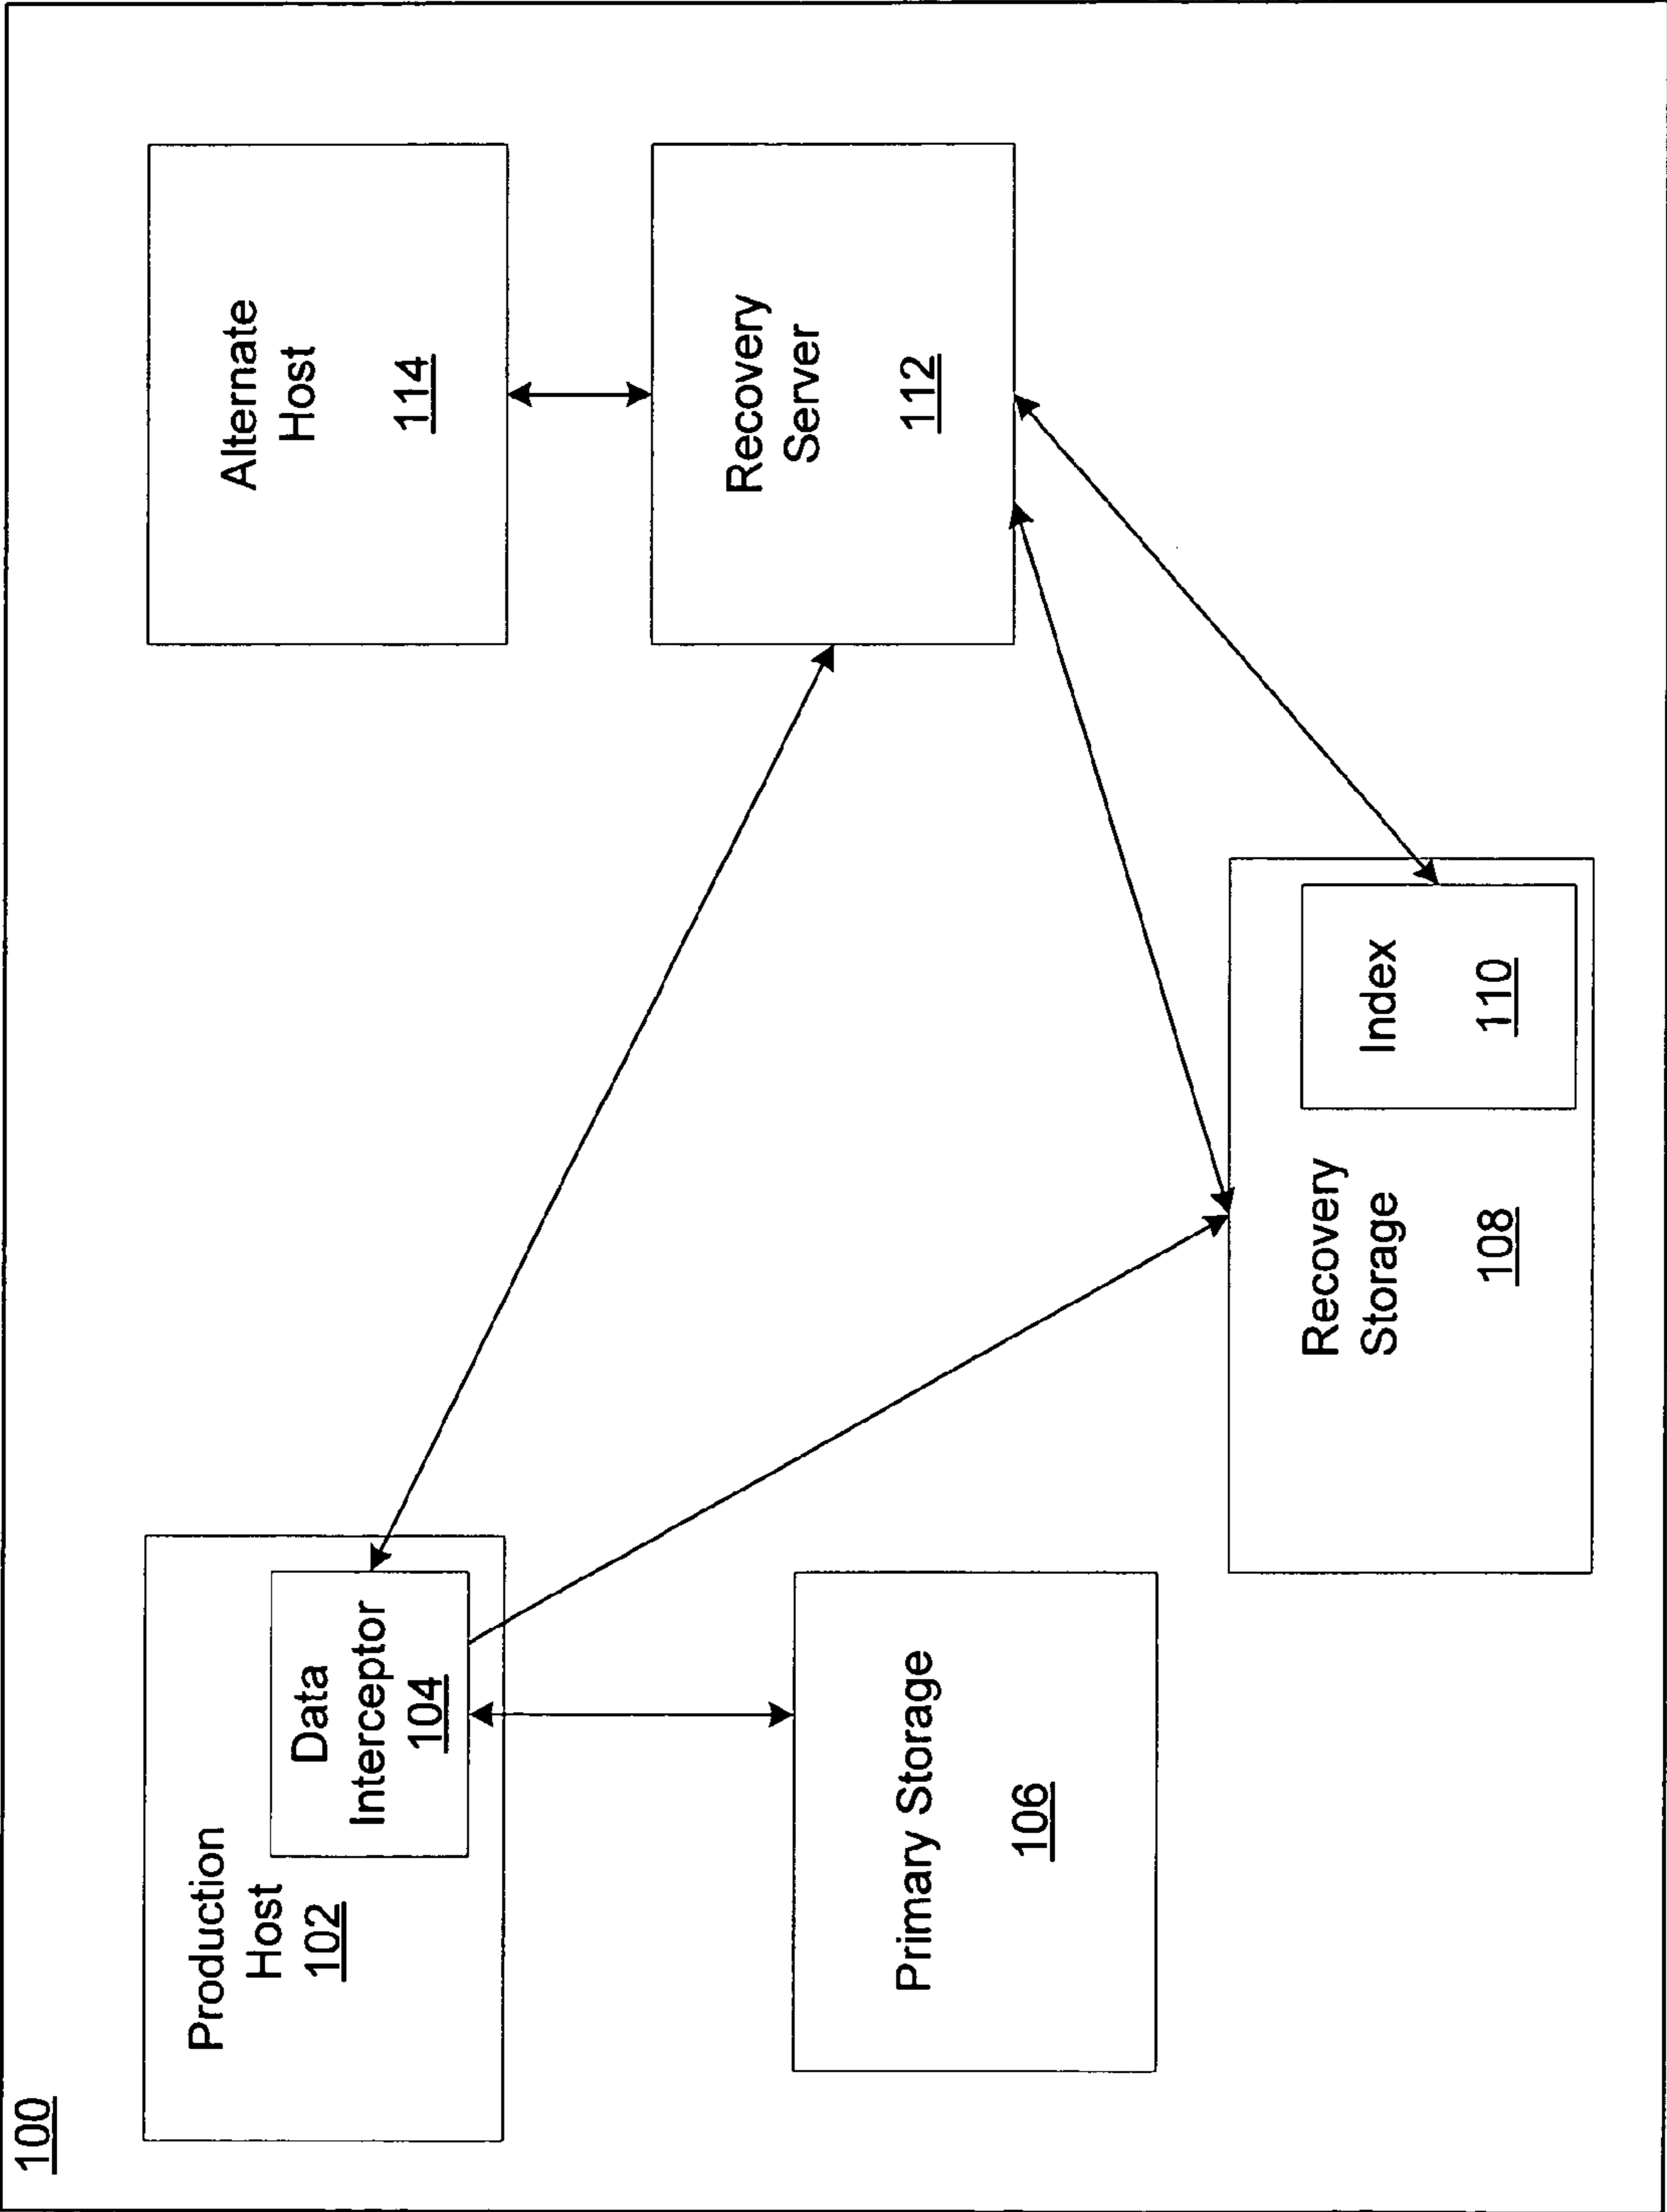 100
Production
Host
102
Data
Interceptor
104
Primary Storage
106
Recovery
Storage
108
Index
110
Alternate
Host
114
Recovery
Server
112